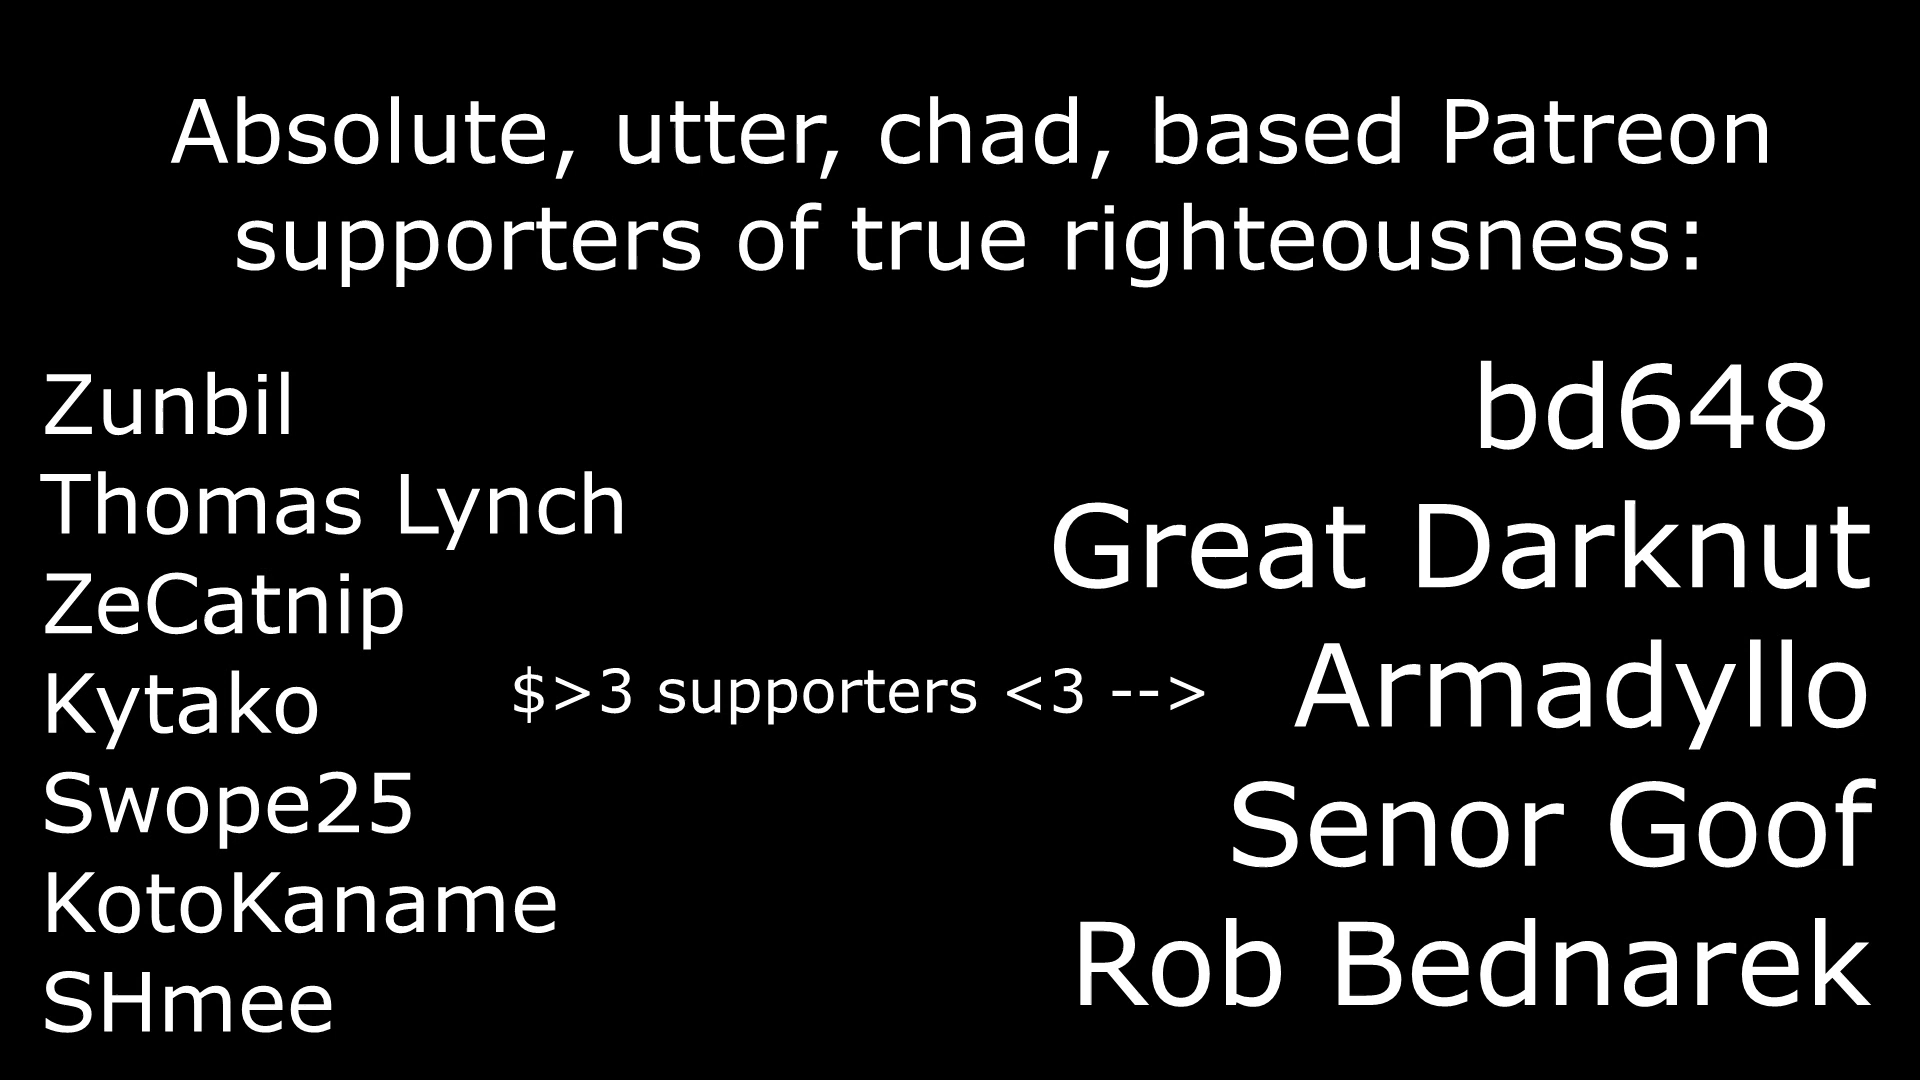 Absolute, utter, chad, based Patreon
supporters of true righteousness:
Zunbil
Thomas Lynch
ZeCatnip
Kytako
Swope25
KotoKaname
SHmee
$>3 supporters <3 -->
bd648
Great Darknut
Armadyllo
Senor Goof
Rob Bednarek